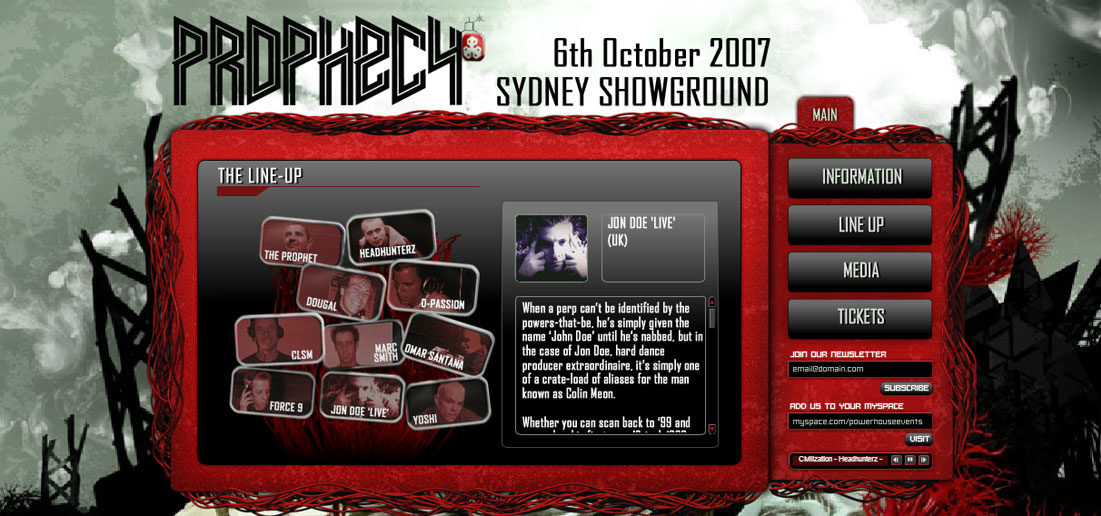 PROPHECY
6th October 2007
SYDNEY SHOWGROUND
MAIN
THE LINE-UP
THE PROPHET
HEADHUNTERZ
DOUGAL
D-PASSION
CLSM
MARC
SMITH
OMAR SANTANA
FORCE 9
JON DOE 'LIVE'
YOSHI
JON DOE 'LIVE'
(UK)
When a perp can't be identified by the
powers-that-be, he's simply given the
name 'John Doe' until he's nabbed, but in
the case of Jon Doe, hard dance
producer extraordinaire, it's simply one
of a crate-load of aliases for the man
known as Colin Meon.
Whether you can scan back to '99 and
INFORMATION
LINE UP
MEDIA
TICKETS
JOIN OUR NEWSLETTER
email@domain.com
SUBSCRIBE
ADD US TO YOUR MYSPACE
myspace.com/powerhouseevents
VISIT
Civilization - Headhunterz -